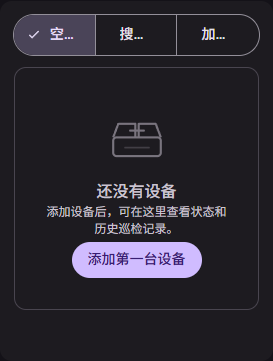 空…
搜…
加…
还没有设备
添加设备后，可在这里查看状态和
历史巡检记录。
添加第一台设备